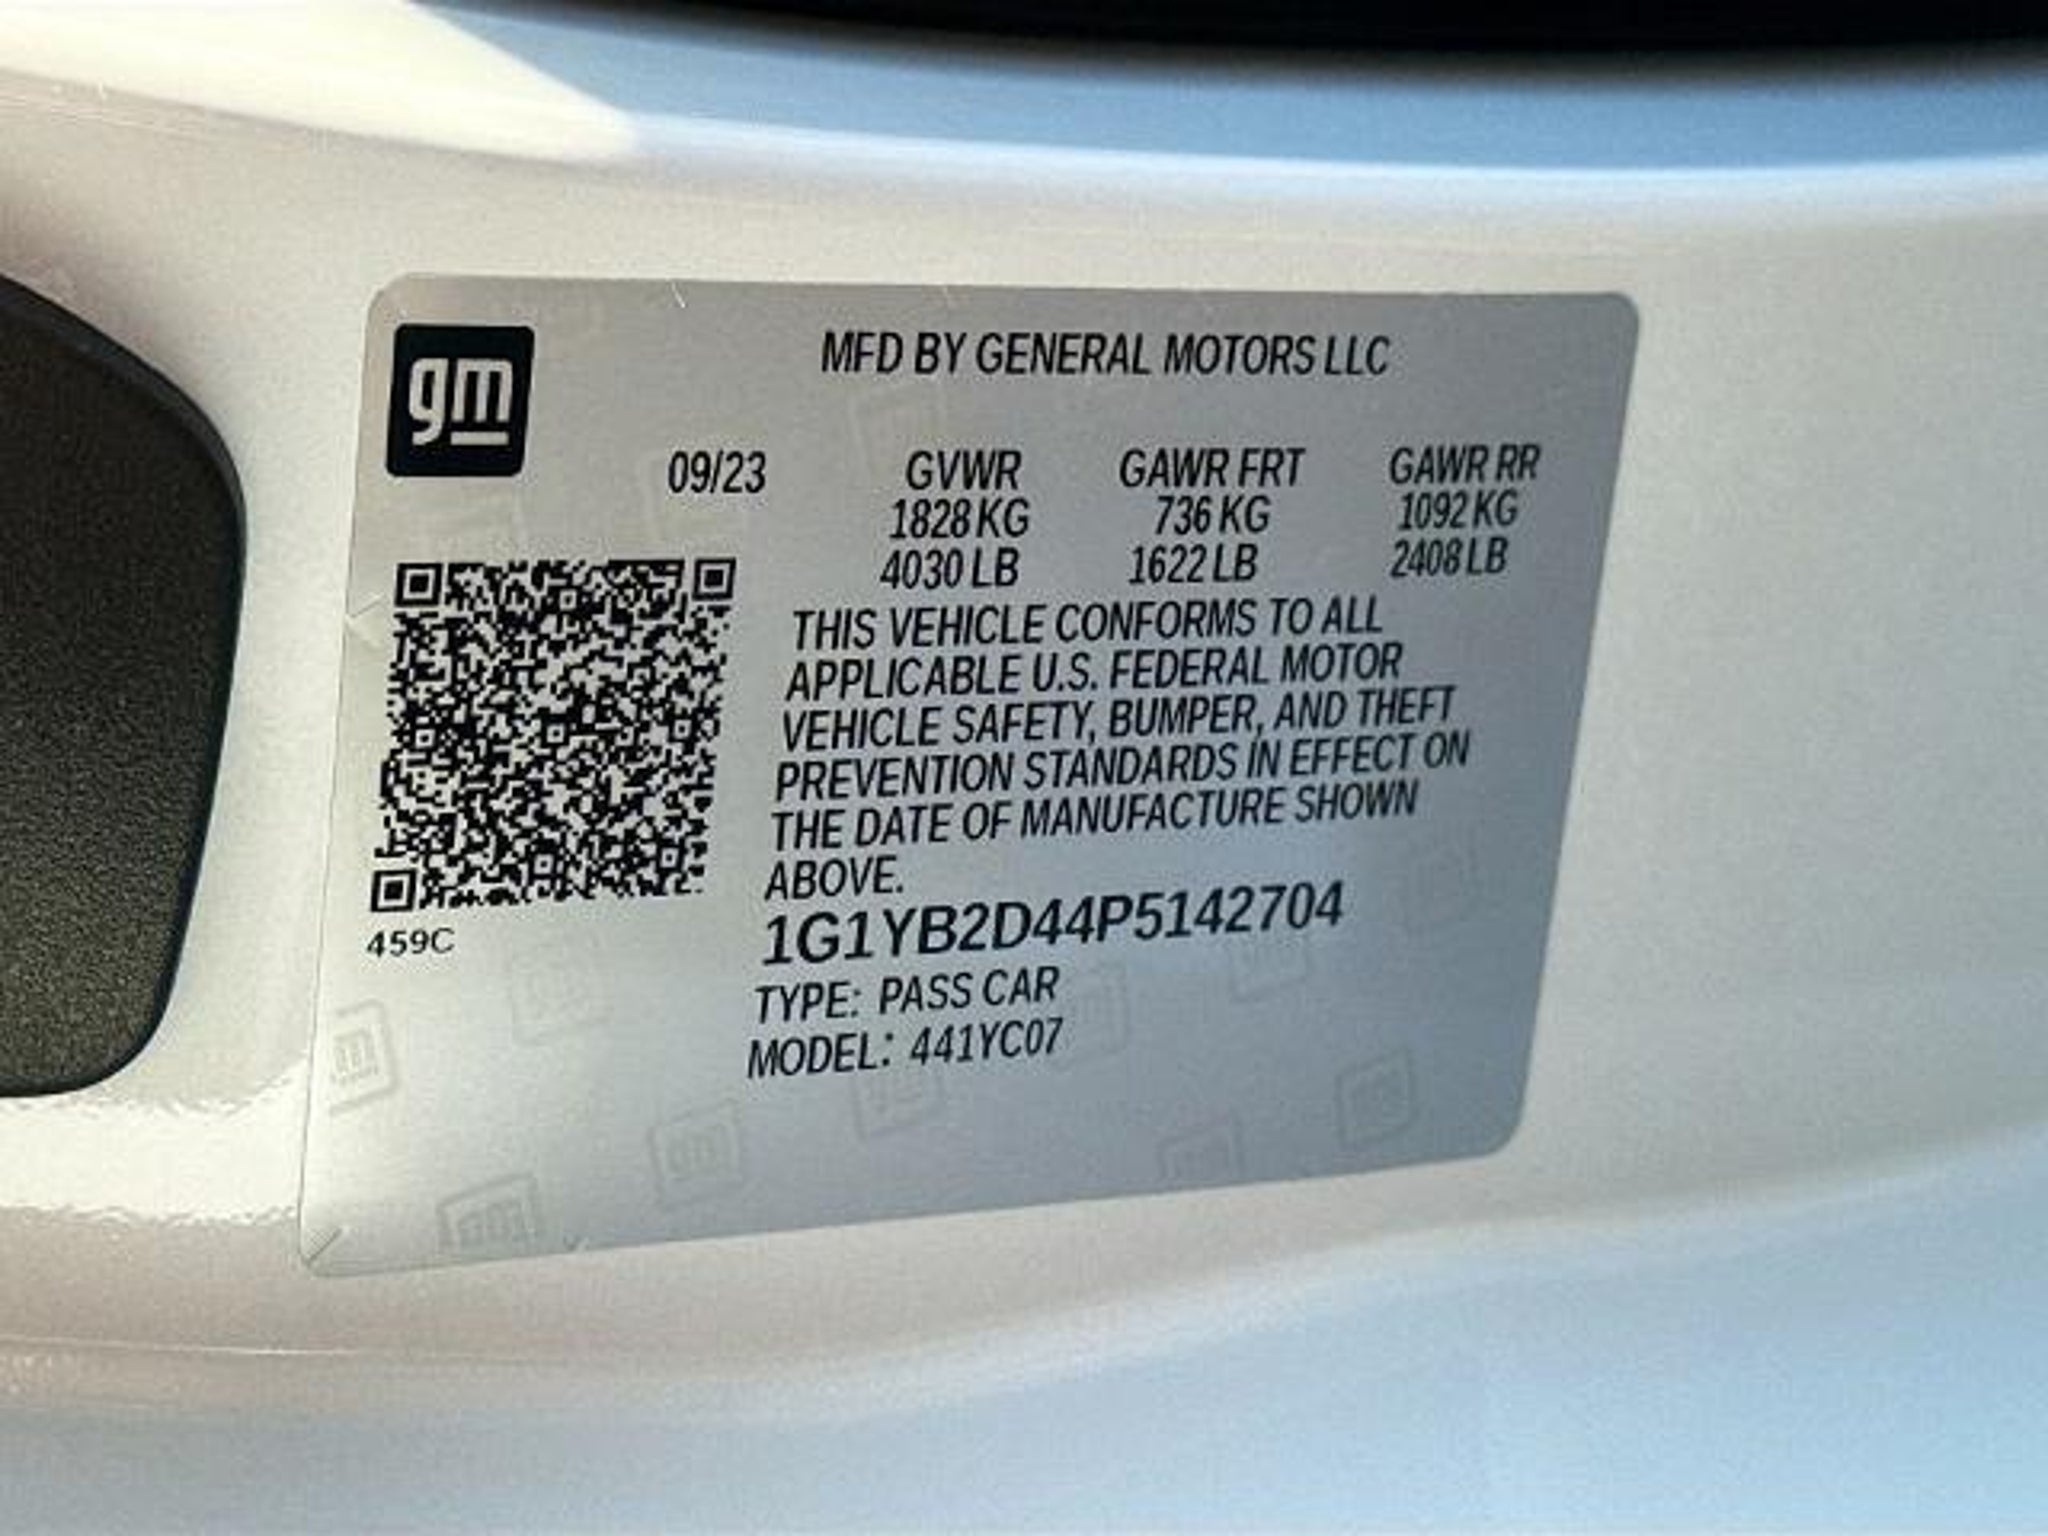 gm
MFD BY GENERAL MOTORS LLC
09/23 GVWR GAWR FRT GAWR RR
1828 KG 736 KG 1092 KG
4030 LB 1622 LB 2408 LB
THIS VEHICLE CONFORMS TO ALL
APPLICABLE U.S. FEDERAL MOTOR
VEHICLE SAFETY, BUMPER, AND THEFT
PREVENTION STANDARDS IN EFFECT ON
THE DATE OF MANUFACTURE SHOWN
ABOVE.
459C
1G1YB2D44P5142704
TYPE: PASS CAR
MODEL: 441YC07